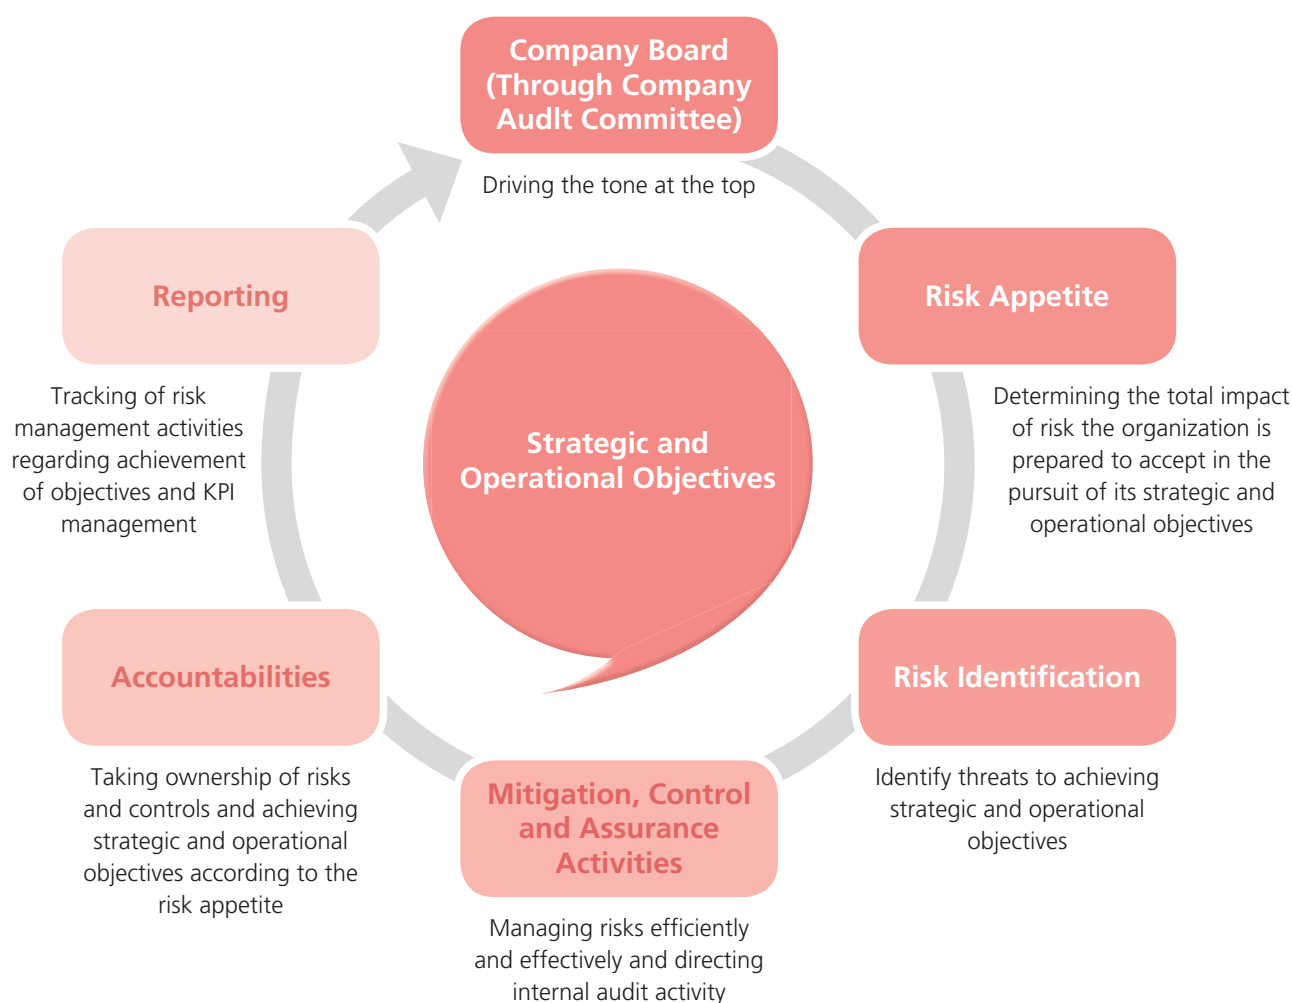 Company Board
(Through Company
AudIt Committee)
Driving the tone at the top
Risk Appetite
Determining the total impact
of risk the organization is
prepared to accept in the
pursuit of its strategic and
operational objectives
Risk Identification
Identify threats to achieving
strategic and operational
objectives
Mitigation, Control
and Assurance
Activities
Managing risks efficiently
and effectively and directing
internal audit activity
Accountabilities
Taking ownership of risks
and controls and achieving
strategic and operational
objectives according to the
risk appetite
Reporting
Tracking of risk
management activities
regarding achievement
of objectives and KPI
management
Strategic and
Operational Objectives